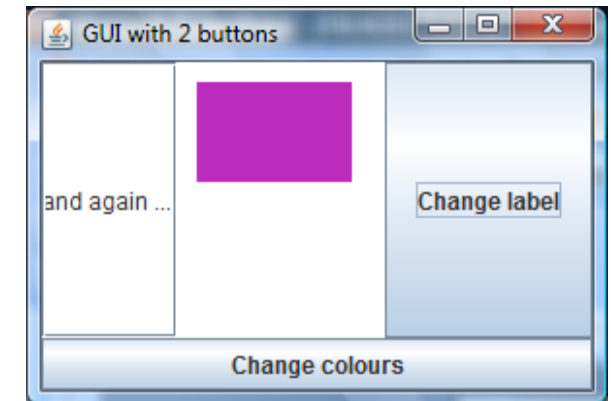 GUI with 2 buttons
and again ...
Change label
Change colours